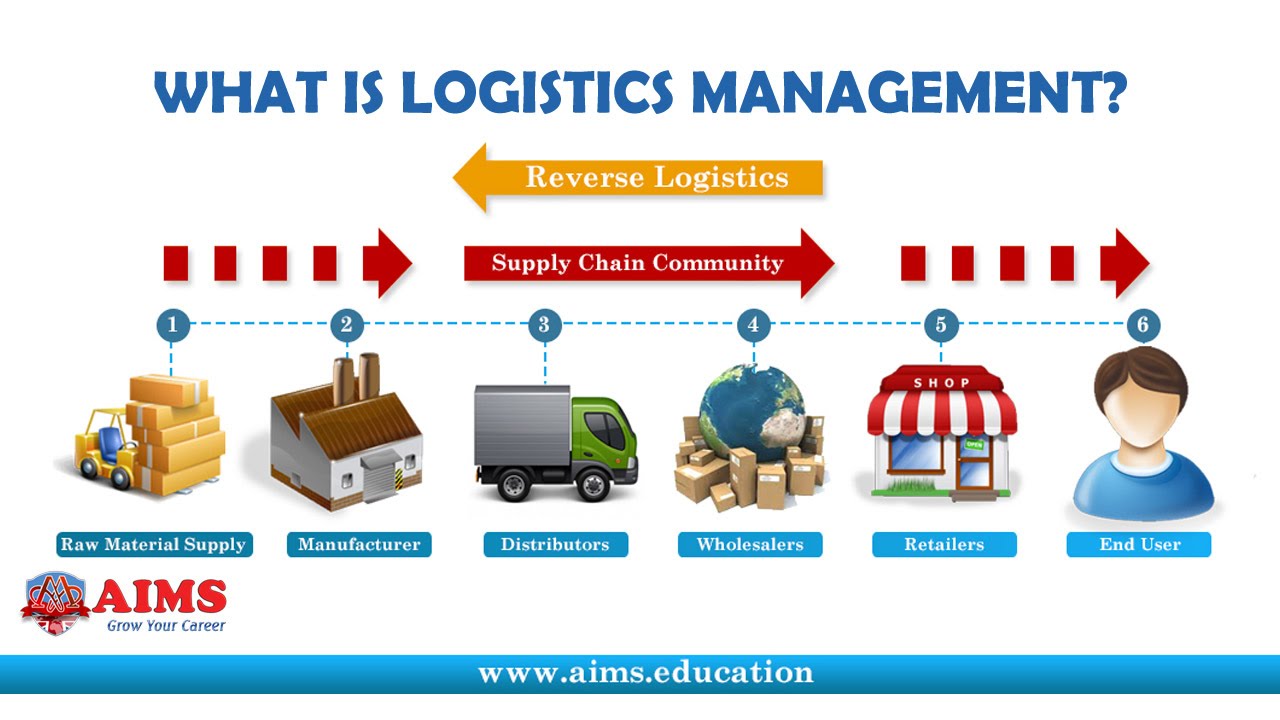 WHAT IS LOGISTICS MANAGEMENT?
Reverse Logistics
Supply Chain Community
1
2
3
4
5
6
SHOP
OPEN
Raw Material Supply
Manufacturer
Distributors
Wholesalers
Retailers
End User
AIMS
Grow Your Career
www.aims.education